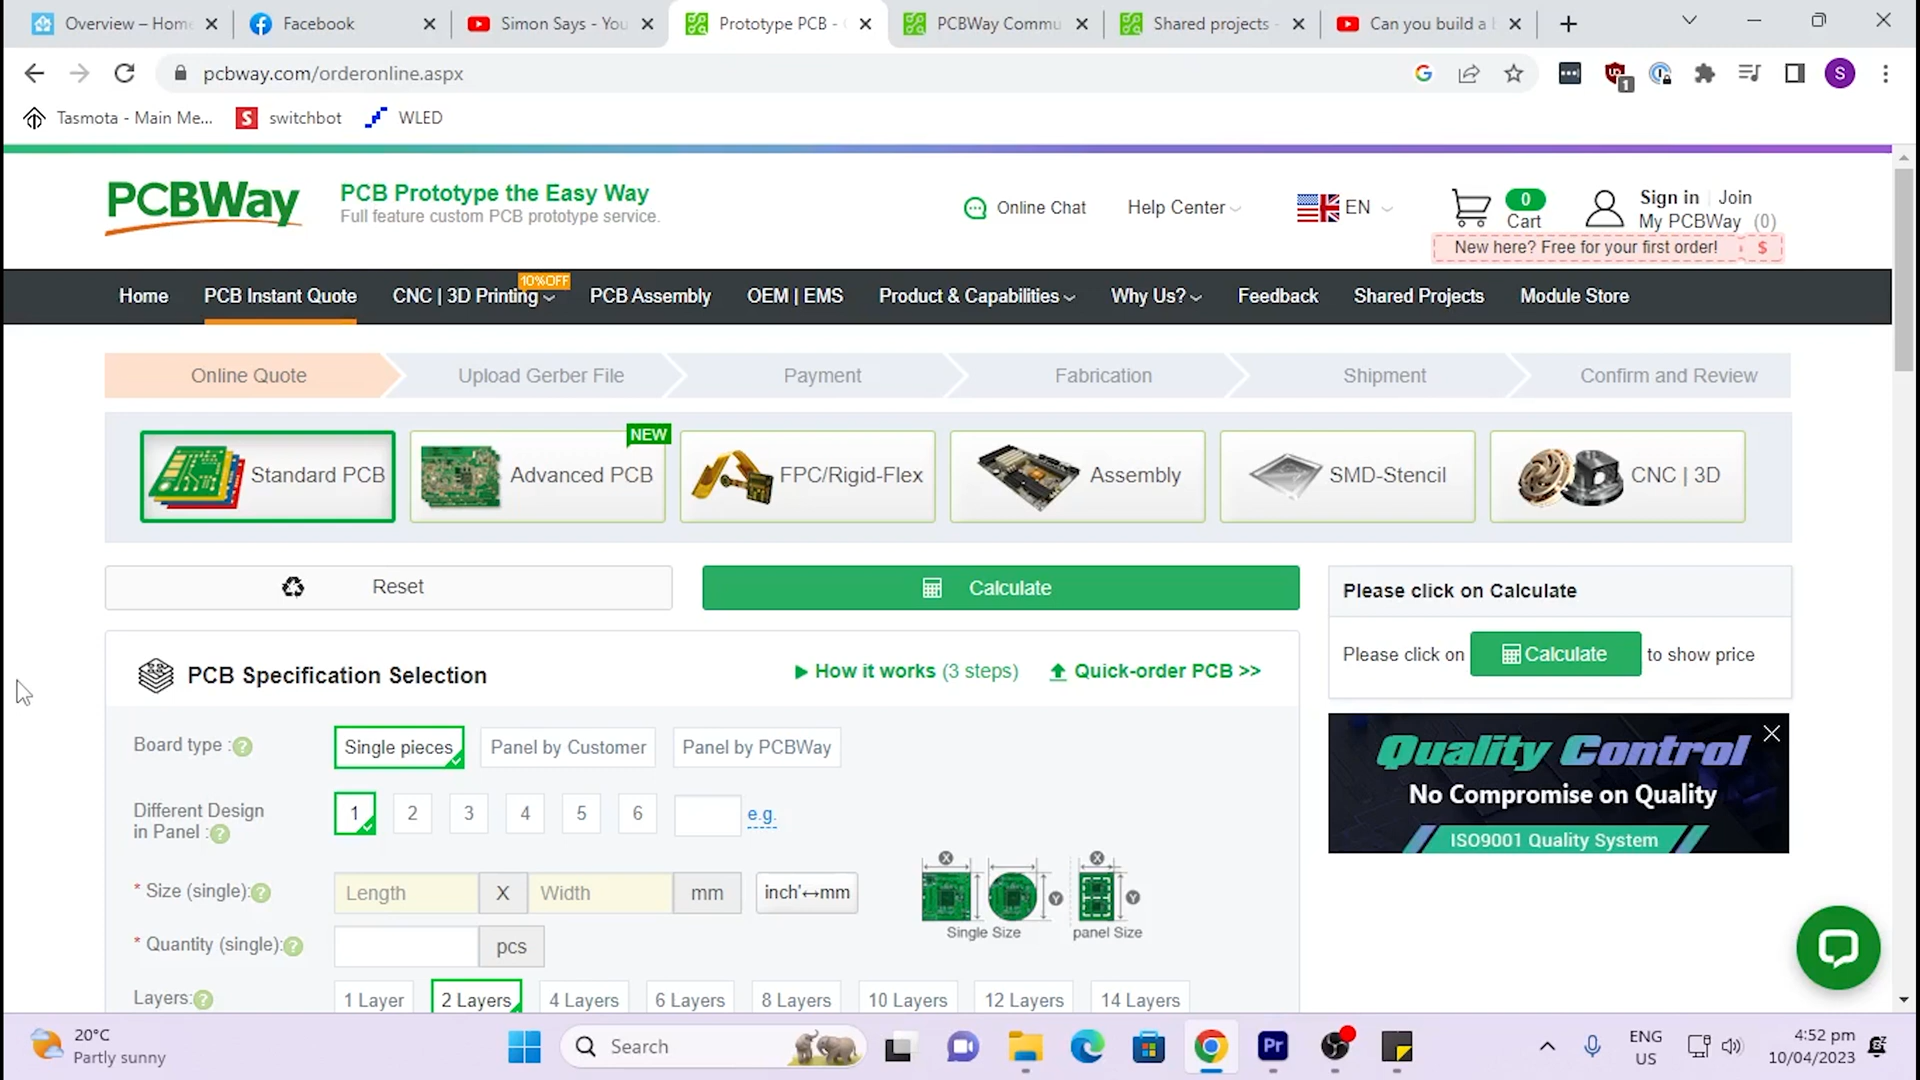 Overview – Home
Facebook
Simon Says - You
Prototype PCB -
PCBWay Commu
Shared projects -
Can you build a
pcbway.com/orderonline.aspx
1
S
Tasmota - Main Me...
S
switchbot
WLED
PCBWay
PCB Prototype the Easy Way
Full feature custom PCB prototype service.
Online Chat
Help Center
EN
0
Cart
Sign in | Join
My PCBWay (0)
New here? Free for your first order! $
Home
PCB Instant Quote
CNC | 3D Printing
10%OFF
PCB Assembly
OEM | EMS
Product & Capabilities
Why Us?
Feedback
Shared Projects
Module Store
Online Quote
Upload Gerber File
Payment
Fabrication
Shipment
Confirm and Review
Standard PCB
NEW
Advanced PCB
FPC/Rigid-Flex
Assembly
SMD-Stencil
CNC | 3D
Reset
Calculate
Please click on Calculate
Please click on Calculate to show price
PCB Specification Selection
How it works (3 steps)
Quick-order PCB >>
Board type :?
Single pieces
Panel by Customer
Panel by PCBWay
Different Design
in Panel :?
1
2
3
4
5
6
e.g.
* Size (single):?
Length
X
Width
mm
inch'↔mm
X
Y
X
Y
Single Size
panel Size
* Quantity (single):?
pcs
Layers:?
1 Layer
2 Layers
4 Layers
6 Layers
8 Layers
10 Layers
12 Layers
14 Layers
Quality Control
No Compromise on Quality
ISO9001 Quality System
20°C
Partly sunny
Search
Pr
ENG
US
4:52 pm
10/04/2023